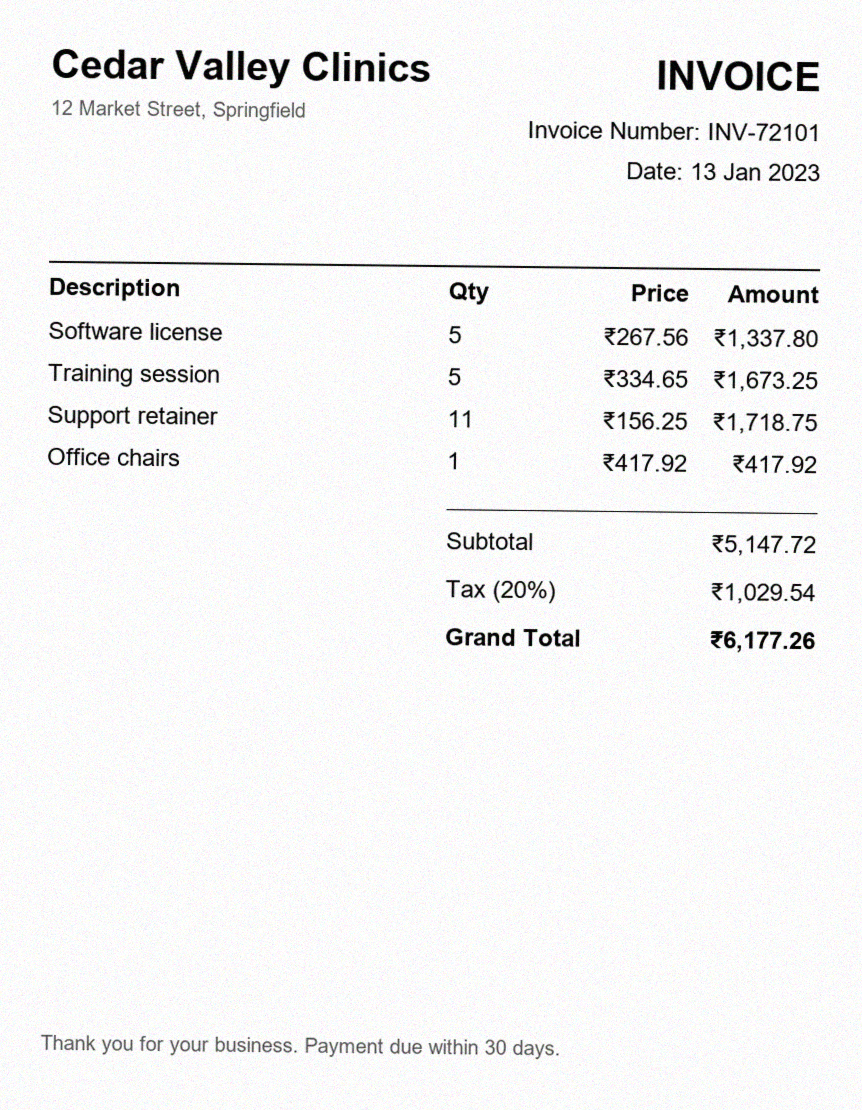 Cedar Valley Clinics
12 Market Street, Springfield
INVOICE
Invoice Number: INV-72101
Date: 13 Jan 2023
Description Qty Price Amount
Software license 5 ₹267.56 ₹1,337.80
Training session 5 ₹334.65 ₹1,673.25
Support retainer 11 ₹156.25 ₹1,718.75
Office chairs 1 ₹417.92 ₹417.92
Subtotal ₹5,147.72
Tax (20%) ₹1,029.54
Grand Total ₹6,177.26
Thank you for your business. Payment due within 30 days.